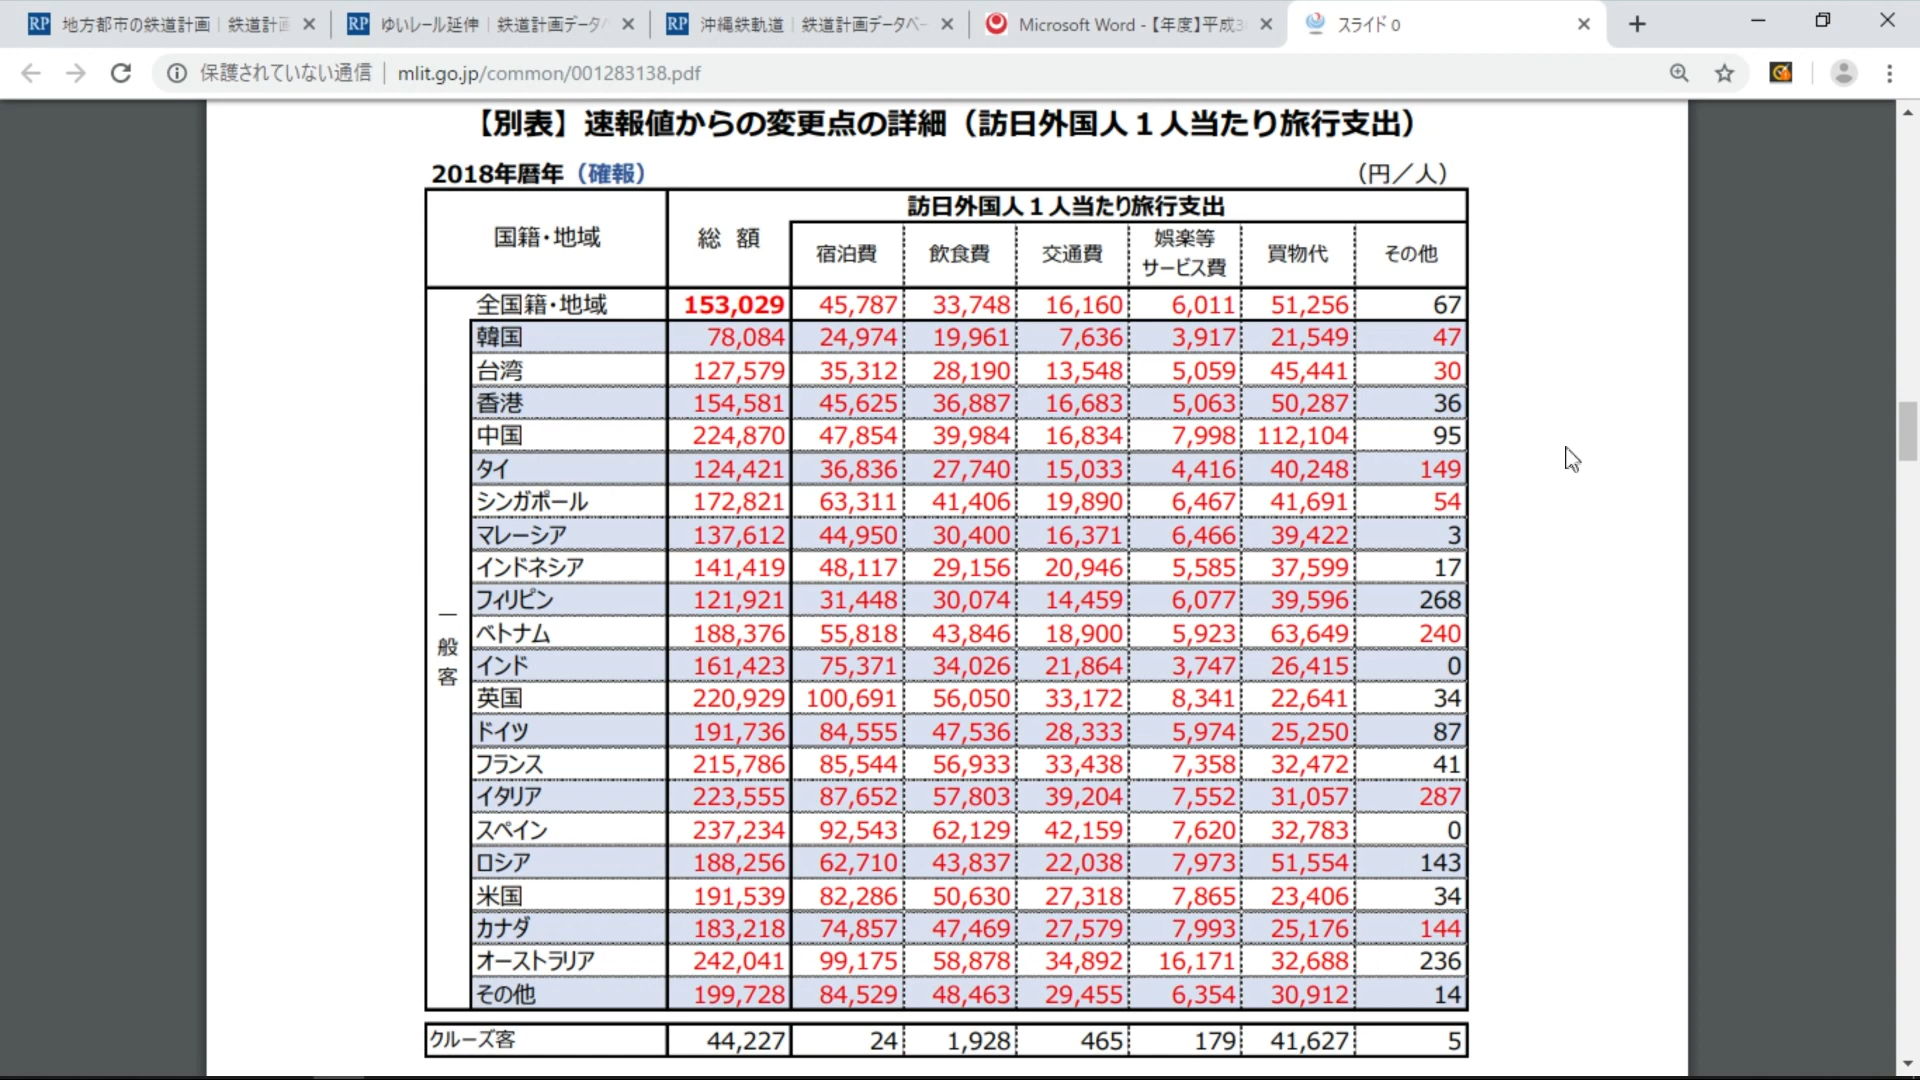 地方都市の鉄道計画｜鉄道計画
ゆいレール延伸｜鉄道計画データベ
沖縄鉄軌道｜鉄道計画データベー
Microsoft Word - 【年度】平成3
スライド 0
保護されていない通信 | mlit.go.jp/common/001283138.pdf
【別表】速報値からの変更点の詳細（訪日外国人１人当たり旅行支出）
2018年暦年（確報） （円／人）
国籍・地域 総 額 訪日外国人１人当たり旅行支出
宿泊費 飲食費 交通費 娯楽等サービス費 買物代 その他
一般客
全国籍・地域 153,029 45,787 33,748 16,160 6,011 51,256 67
韓国 78,084 24,974 19,961 7,636 3,917 21,549 47
台湾 127,579 35,312 28,190 13,548 5,059 45,441 30
香港 154,581 45,625 36,887 16,683 5,063 50,287 36
中国 224,870 47,854 39,984 16,834 7,998 112,104 95
タイ 124,421 36,836 27,740 15,033 4,416 40,248 149
シンガポール 172,821 63,311 41,406 19,890 6,467 41,691 54
マレーシア 137,612 44,950 30,400 16,371 6,466 39,422 3
インドネシア 141,419 48,117 29,156 20,946 5,585 37,599 17
フィリピン 121,921 31,448 30,074 14,459 6,077 39,596 268
ベトナム 188,376 55,818 43,846 18,900 5,923 63,649 240
インド 161,423 75,371 34,026 21,864 3,747 26,415 0
英国 220,929 100,691 56,050 33,172 8,341 22,641 34
ドイツ 191,736 84,555 47,536 28,333 5,974 25,250 87
フランス 215,786 85,544 56,933 33,438 7,358 32,472 41
イタリア 223,555 87,652 57,803 39,204 7,552 31,057 287
スペイン 237,234 92,543 62,129 42,159 7,620 32,783 0
ロシア 188,256 62,710 43,837 22,038 7,973 51,554 143
米国 191,539 82,286 50,630 27,318 7,865 23,406 34
カナダ 183,218 74,857 47,469 27,579 7,993 25,176 144
オーストラリア 242,041 99,175 58,878 34,892 16,171 32,688 236
その他 199,728 84,529 48,463 29,455 6,354 30,912 14
クルーズ客 44,227 24 1,928 465 179 41,627 5